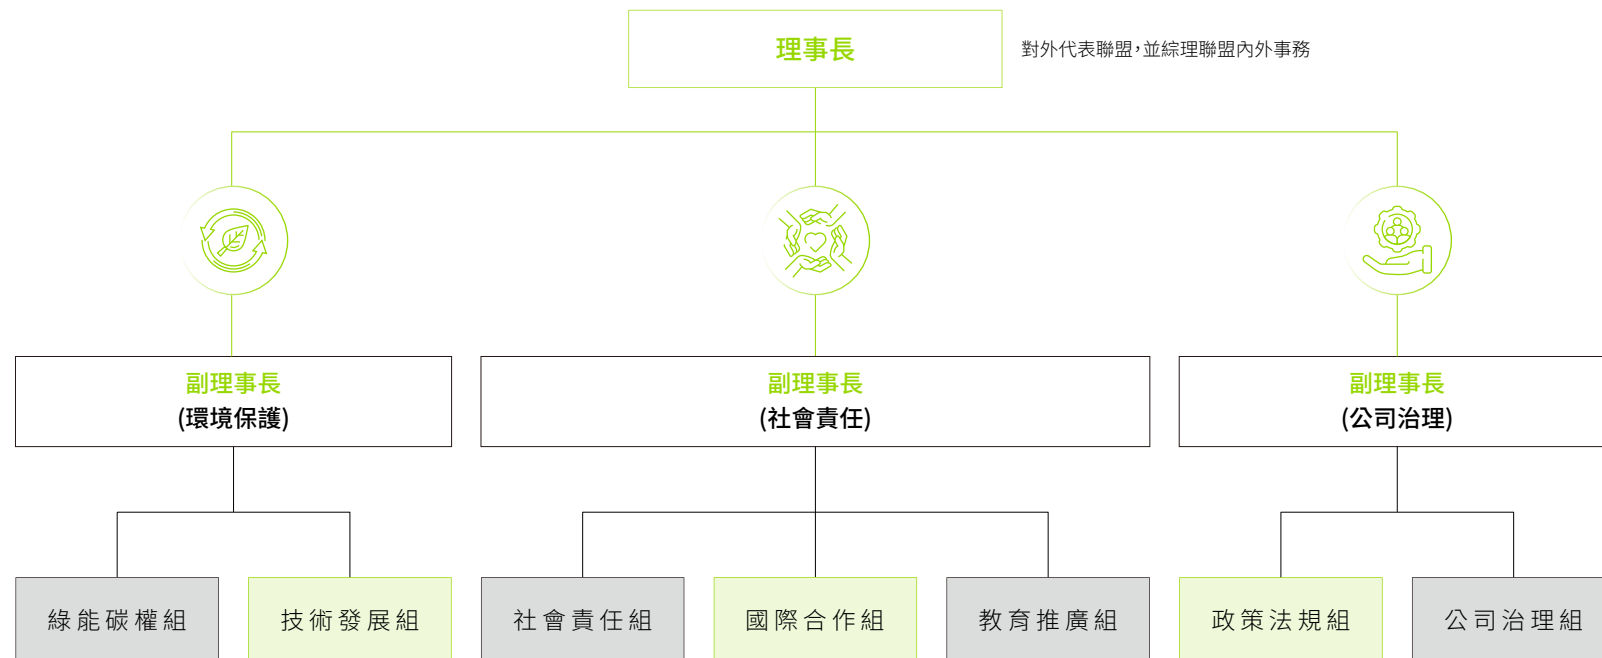 理事長
對外代表聯盟,並綜理聯盟內外事務
副理事長
(環境保護)
副理事長
(社會責任)
副理事長
(公司治理)
綠能碳權組
技術發展組
社會責任組
國際合作組
教育推廣組
政策法規組
公司治理組